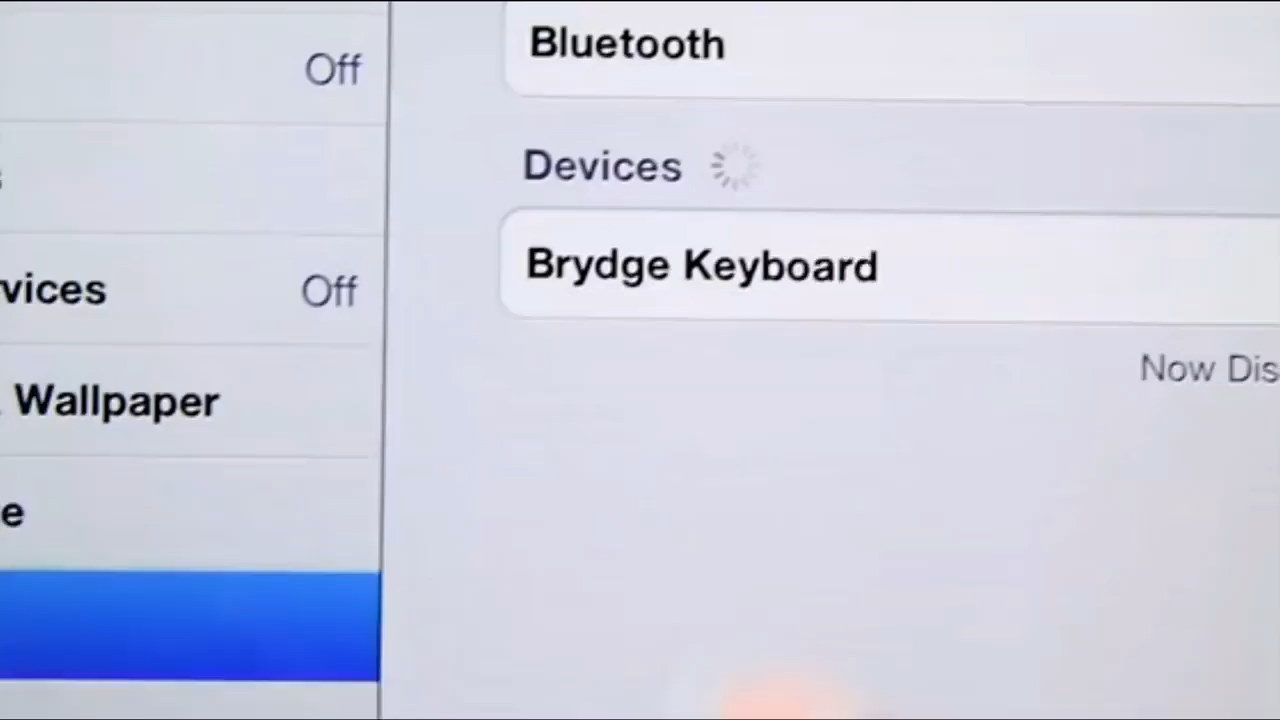 Off
vices
Off
Wallpaper
e
Bluetooth
Devices
Brydge Keyboard
Now Dis